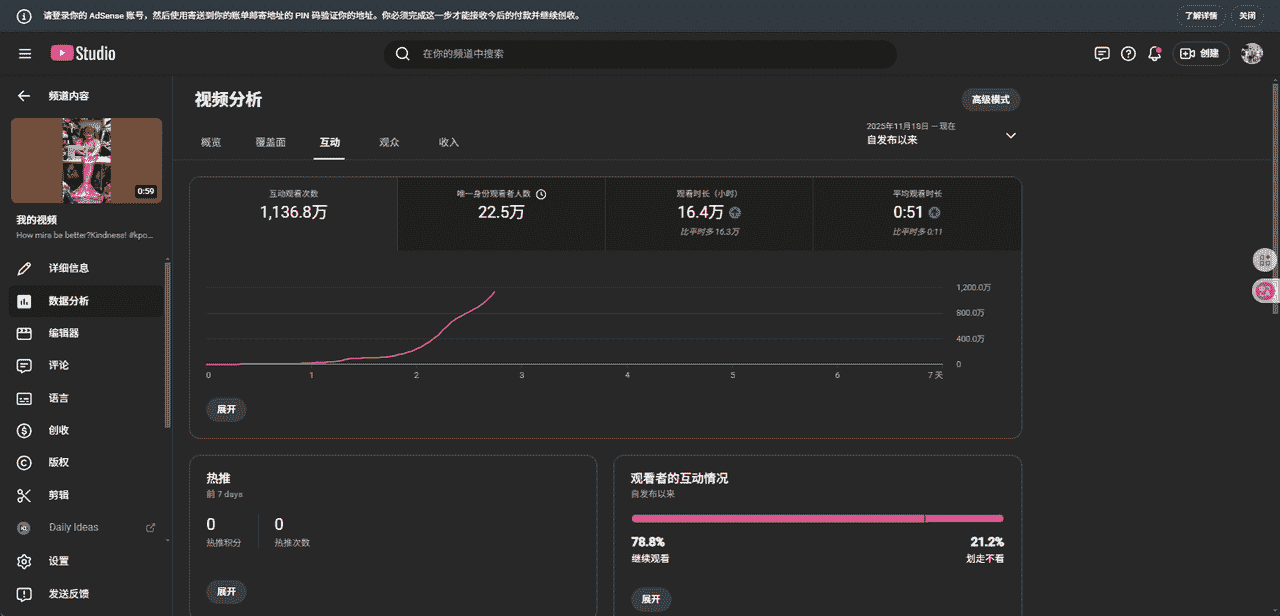 请登录你的 AdSense 账号，然后使用寄送到你的账单邮寄地址的 PIN 码验证你的地址。你必须完成这一步才能接收今后的付款并继续创收。
了解详情
关闭
Studio
在你的频道中搜索
创建
频道内容
0:59
我的视频
How mira be better?Kindness! #kpo...
详细信息
数据分析
编辑器
评论
语言
创收
版权
剪辑
Daily Ideas
设置
发送反馈
视频分析
高级模式
概览
覆盖面
互动
观众
收入
2025年11月18日 – 现在
自发布以来
互动观看次数
1,136.8万
唯一身份观看者人数
22.5万
观看时长（小时）
16.4万
比平时多 16.3万
平均观看时长
0:51
比平时多 0:11
1,200.0万
800.0万
400.0万
0
0 1 2 3 4 5 6 7 天
展开
热推
前 7 days
0
热推积分
0
热推次数
展开
观看者的互动情况
自发布以来
78.8%
继续观看
21.2%
划走不看
展开